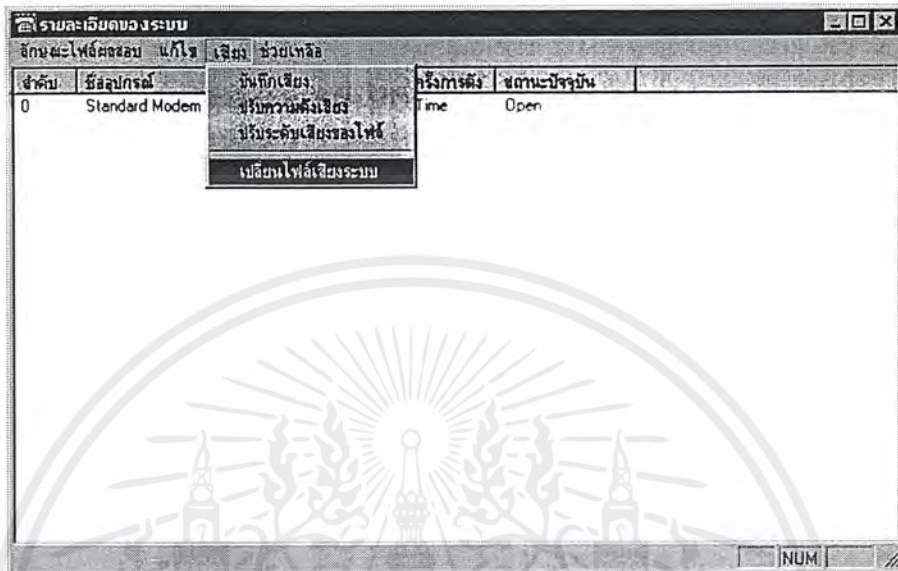 รายละเอียดของระบบ
ลักษณะไฟล์ผลสอบ แก้ไข เสียง ช่วยเหลือ
ลำดับ ชื่ออุปกรณ์ ครั้งการดัง สถานะปัจจุบัน
0 Standard Modem Time Open
บันทึกเสียง
ปรับความดังเสียง
ปรับระดับเสียงของไฟล์
เปลี่ยนไฟล์เสียงระบบ
NUM